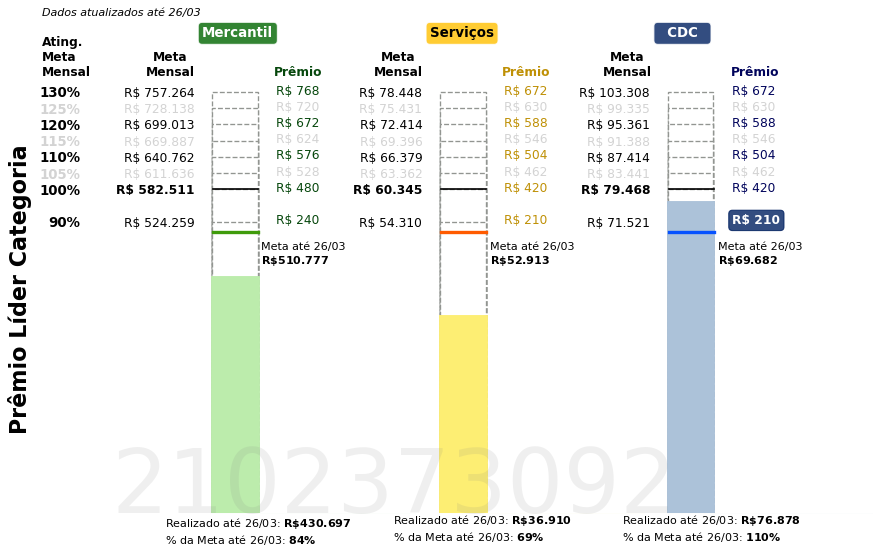 Dados atualizados até 26/03
Mercantil Serviços CDC
Ating. Meta Mensal
Meta Mensal Prêmio Meta Mensal Prêmio Meta Mensal Prêmio
130% R$ 757.264 R$ 768 R$ 78.448 R$ 672 R$ 103.308 R$ 672
125% R$ 728.138 R$ 720 R$ 75.431 R$ 630 R$ 99.335 R$ 630
120% R$ 699.013 R$ 672 R$ 72.414 R$ 588 R$ 95.361 R$ 588
115% R$ 669.887 R$ 624 R$ 69.396 R$ 546 R$ 91.388 R$ 546
110% R$ 640.762 R$ 576 R$ 66.379 R$ 504 R$ 87.414 R$ 504
105% R$ 611.636 R$ 528 R$ 63.362 R$ 462 R$ 83.441 R$ 462
100% R$ 582.511 R$ 480 R$ 60.345 R$ 420 R$ 79.468 R$ 420
90% R$ 524.259 R$ 240 R$ 54.310 R$ 210 R$ 71.521 R$ 210
Meta até 26/03 Meta até 26/03 Meta até 26/03
R$510.777 R$52.913 R$69.682
Prêmio Líder Categoria
2102373092
Realizado até 26/03: R$430.697 Realizado até 26/03: R$36.910 Realizado até 26/03: R$76.878
% da Meta até 26/03: 84% % da Meta até 26/03: 69% % da Meta até 26/03: 110%